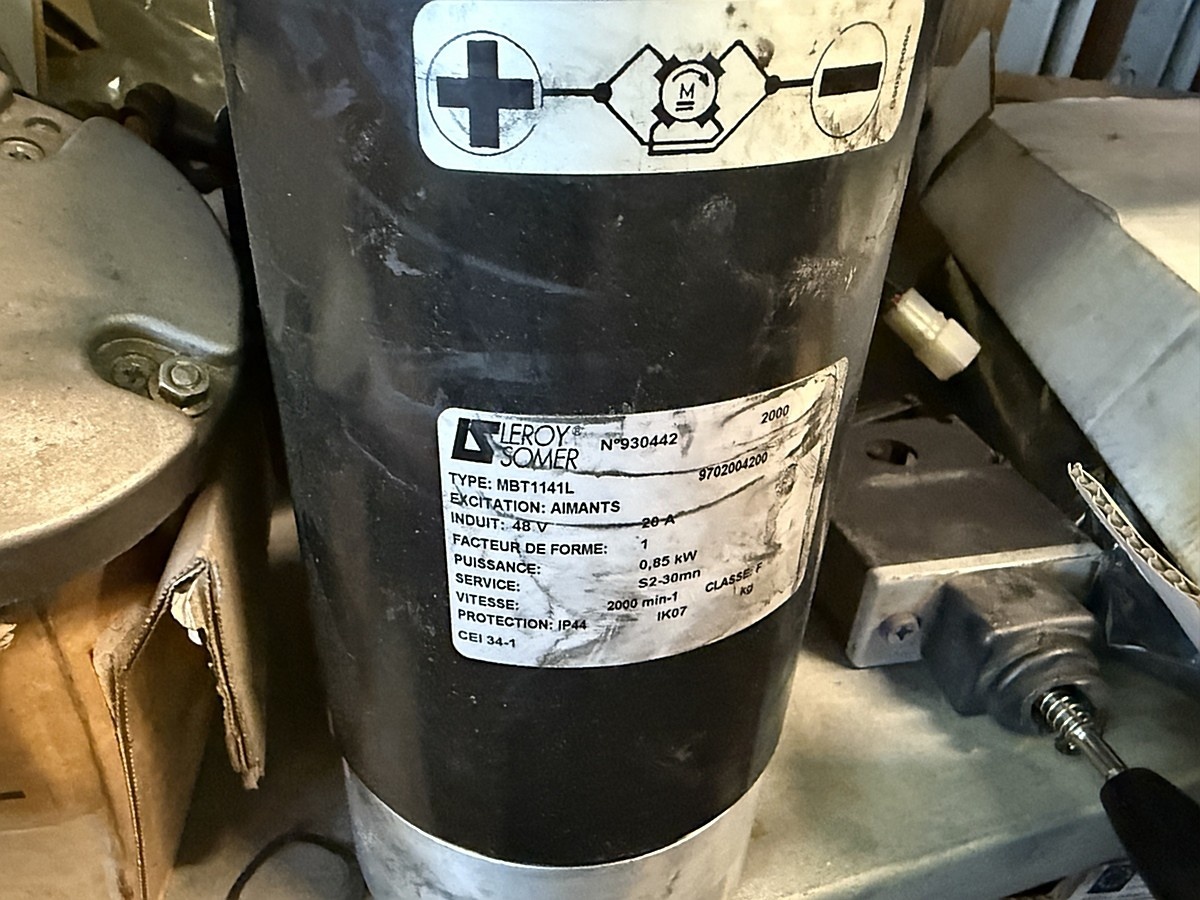 M
LEROY® SOMER N°930442 2000
9702004200
TYPE: MBT1141L
EXCITATION: AIMANTS
INDUIT: 48 V 20 A
FACTEUR DE FORME: 1
PUISSANCE: 0,85 kW
SERVICE: S2-30mn CLASSE: F
VITESSE: 2000 min-1 kg
PROTECTION: IP44 IK07
CEI 34-1